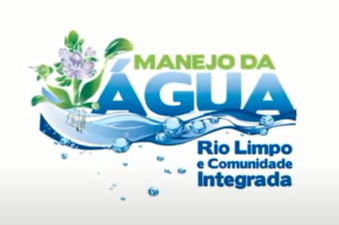 MANEJO DA
ÁGUA
Rio Limpo
e Comunidade
Integrada